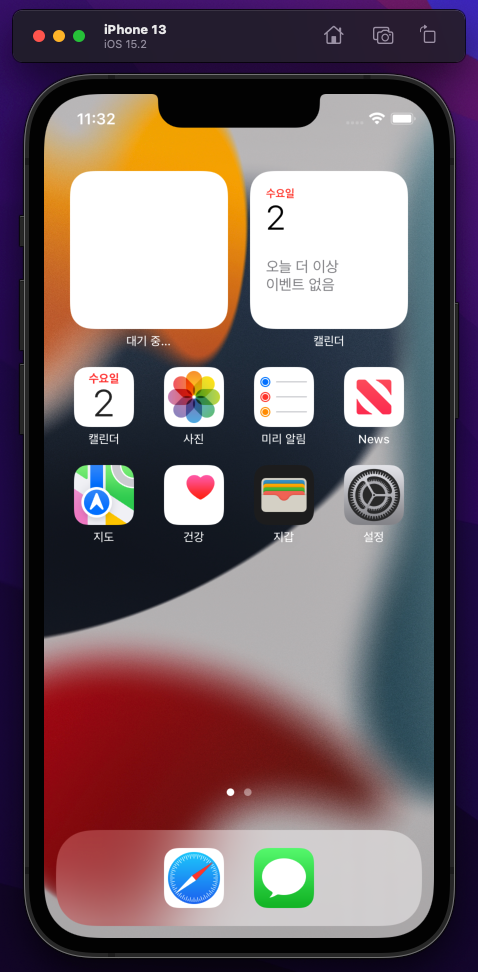 iPhone 13
iOS 15.2
11:32
수요일
2
오늘 더 이상
이벤트 없음
대기 중...
캘린더
수요일
2
캘린더
사진
미리 알림
News
지도
건강
지갑
설정